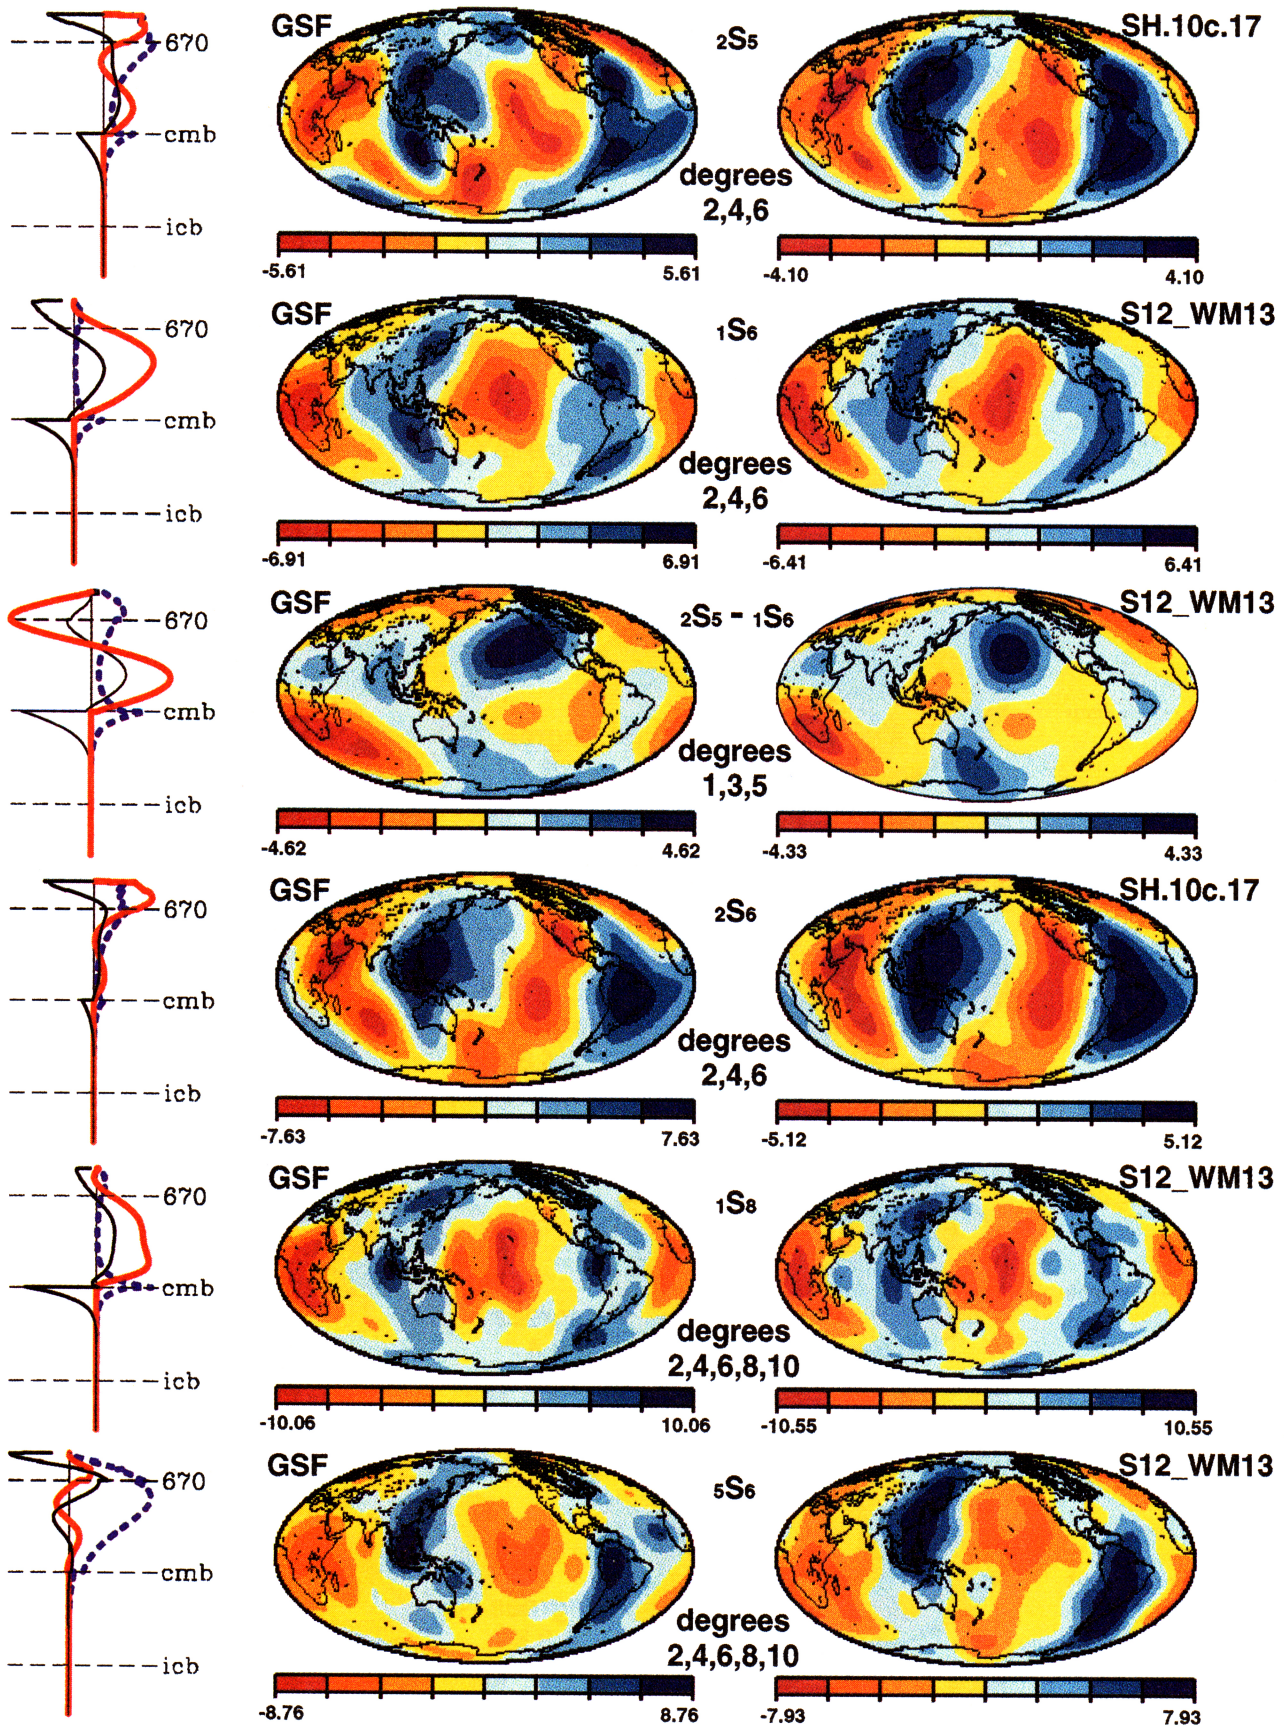 GSF ₂S₅ SH.10c.17
670
cmb
icb
degrees
2,4,6
-5.61 5.61 -4.10 4.10
GSF ₁S₆ S12_WM13
670
cmb
icb
degrees
2,4,6
-6.91 6.91 -6.41 6.41
GSF ₂S₅ - ₁S₆ S12_WM13
670
cmb
icb
degrees
1,3,5
-4.62 4.62 -4.33 4.33
GSF ₂S₆ SH.10c.17
670
cmb
icb
degrees
2,4,6
-7.63 7.63 -5.12 5.12
GSF ₁S₈ S12_WM13
670
cmb
icb
degrees
2,4,6,8,10
-10.06 10.06 -10.55 10.55
GSF ₅S₆ S12_WM13
670
cmb
icb
degrees
2,4,6,8,10
-8.76 8.76 -7.93 7.93